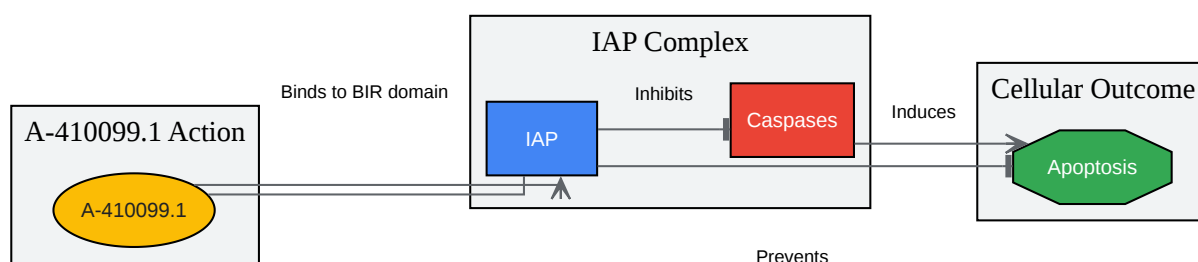 IAP Complex
Cellular Outcome
Binds to BIR domain
Inhibits
Induces
A-410099.1 Action
IAP
Caspases
Apoptosis
A-410099.1
Prevents